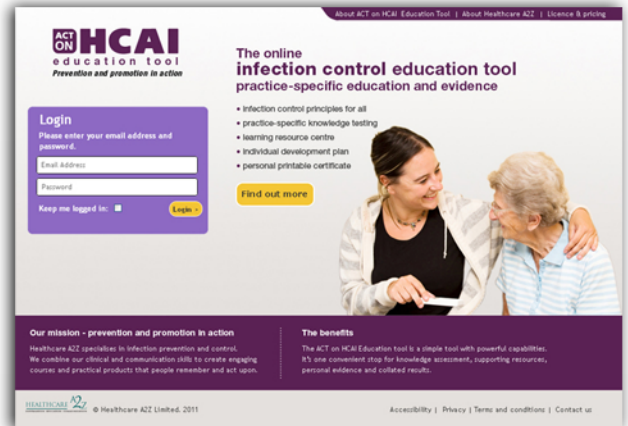 About ACT on HCAI Education Tool | About Healthcare A2Z | Licence & pricing
ACT ON HCAI
education tool
Prevention and promotion in action
The online
infection control education tool
practice-specific education and evidence
• infection control principles for all
• practice-specific knowledge testing
• learning resource centre
• individual development plan
• personal printable certificate
Find out more
Login
Please enter your email address and
password.
Email Address
Password
Keep me logged in:
Login >
Our mission - prevention and promotion in action
Healthcare A2Z specialises in infection prevention and control.
We combine our clinical and communication skills to create engaging
courses and practical products that people remember and act upon.
The benefits
The ACT on HCAI Education tool is a simple tool with powerful capabilities.
It's one convenient stop for knowledge assessment, supporting resources,
personal evidence and collated results.
HEALTHCARE A2Z
© Healthcare A2Z Limited. 2011
Accessibility | Privacy | Terms and conditions | Contact us